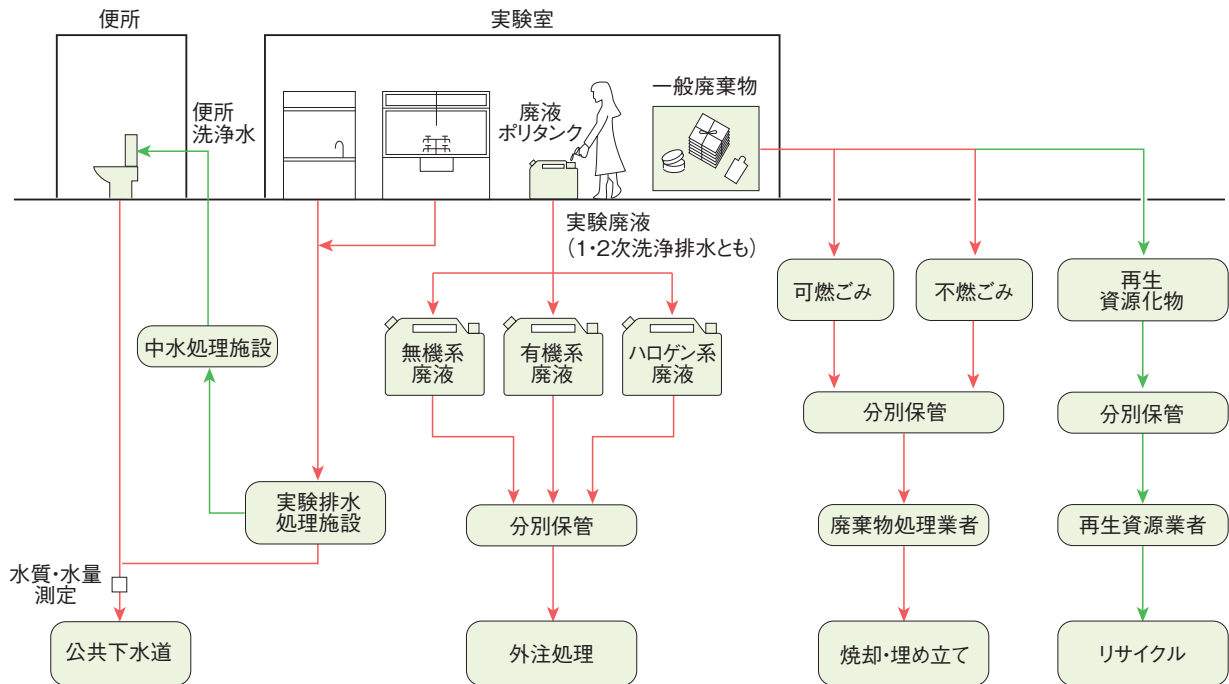 便所
実験室
便所
洗浄水
廃液
ポリタンク
一般廃棄物
実験廃液
(1・2次洗浄排水とも)
中水処理施設
無機系
廃液
有機系
廃液
ハロゲン系
廃液
可燃ごみ
不燃ごみ
再生
資源化物
分別保管
分別保管
実験排水
処理施設
分別保管
廃棄物処理業者
再生資源業者
水質・水量
測定
公共下水道
外注処理
焼却・埋め立て
リサイクル